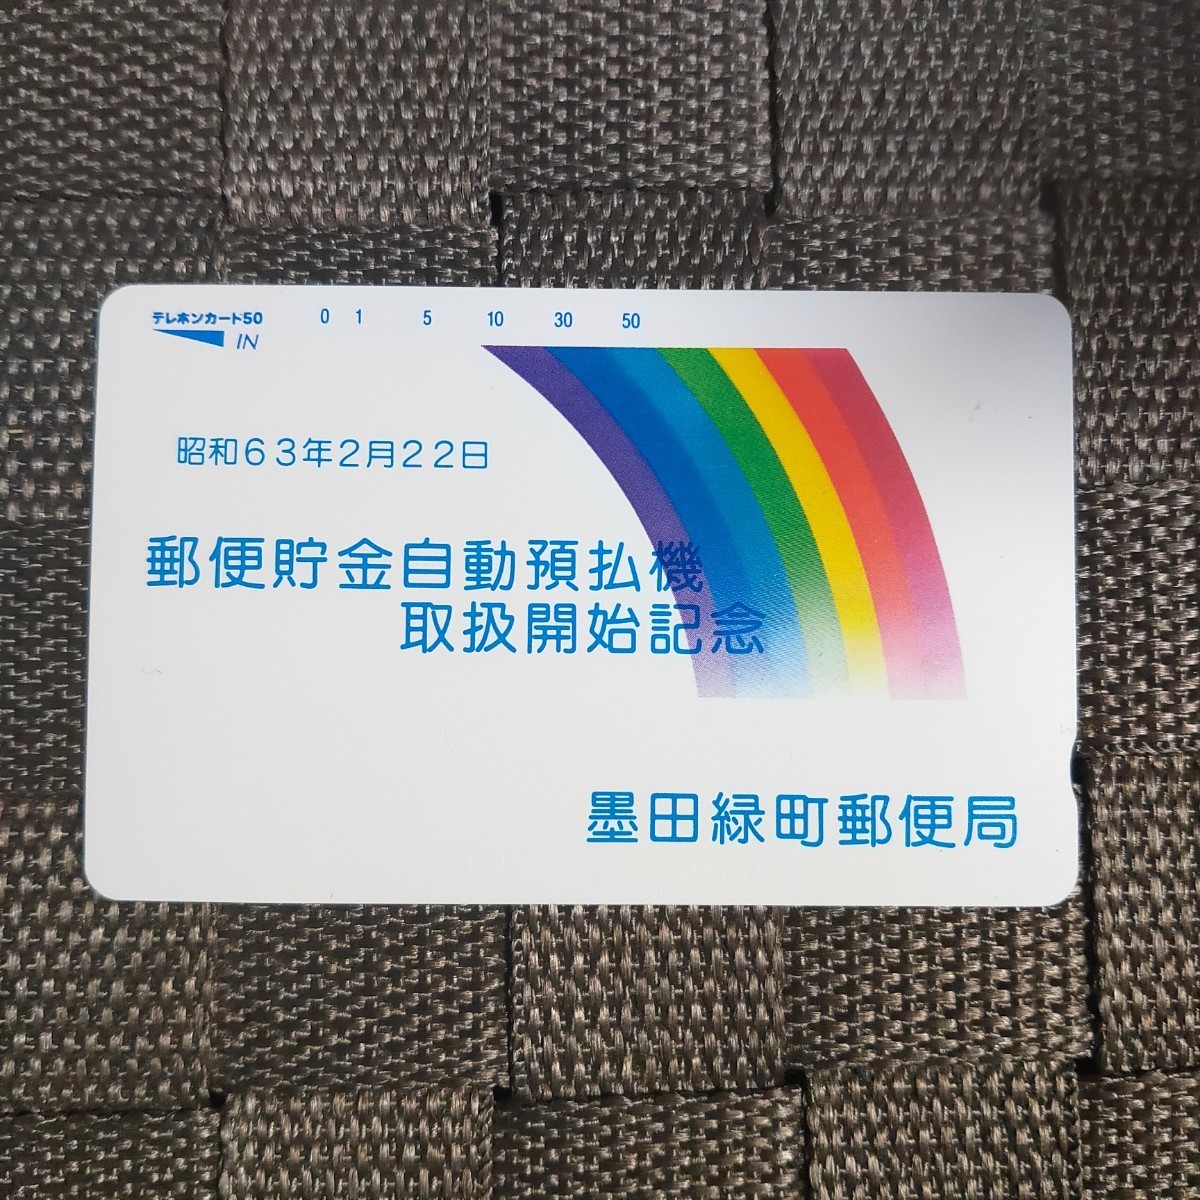 テレホンカード50 0 1 5 10 30 50
IN
昭和63年2月22日
郵便貯金自動預払機
取扱開始記念
墨田緑町郵便局